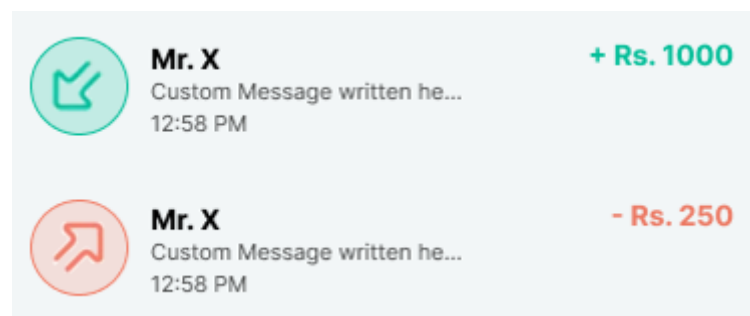 Mr. X
+ Rs. 1000
Custom Message written he...
12:58 PM
Mr. X
- Rs. 250
Custom Message written he...
12:58 PM